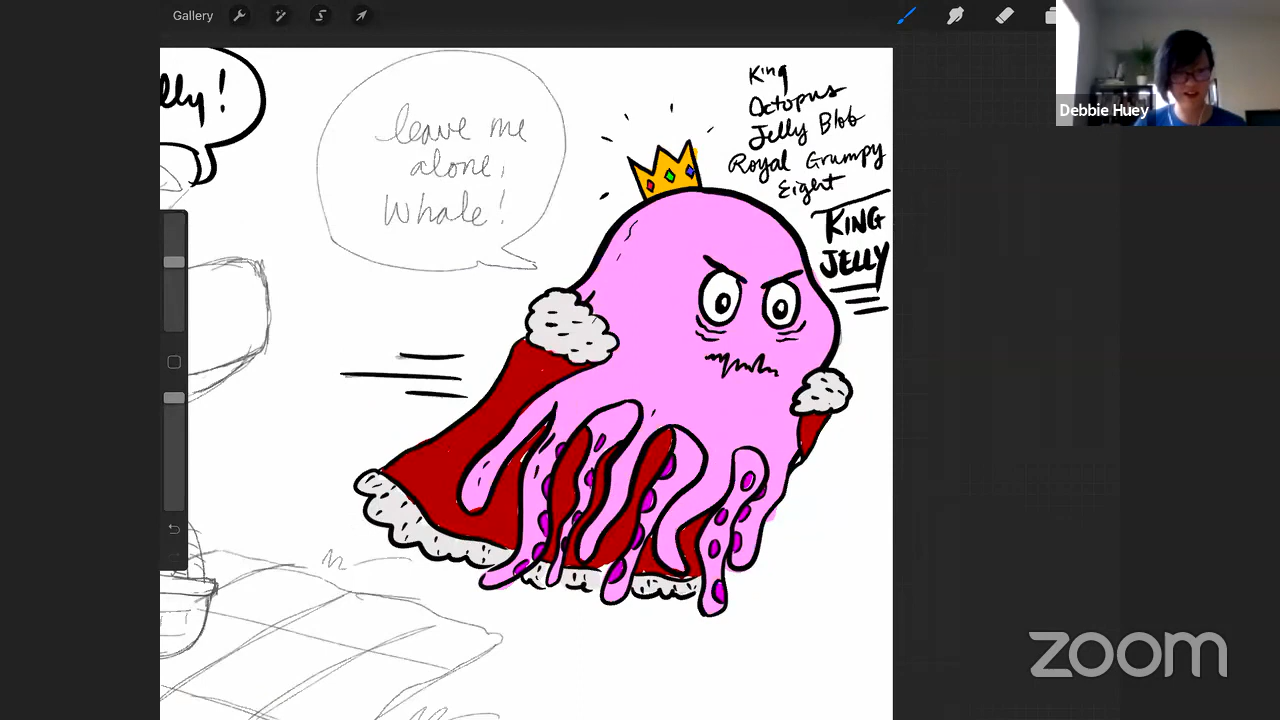 Gallery
Debbie Huey
lly!
leave me
alone,
Whale!
King
Octopus
Jelly Blob
Royal Grumpy
Eight
KING
JELLY
zoom